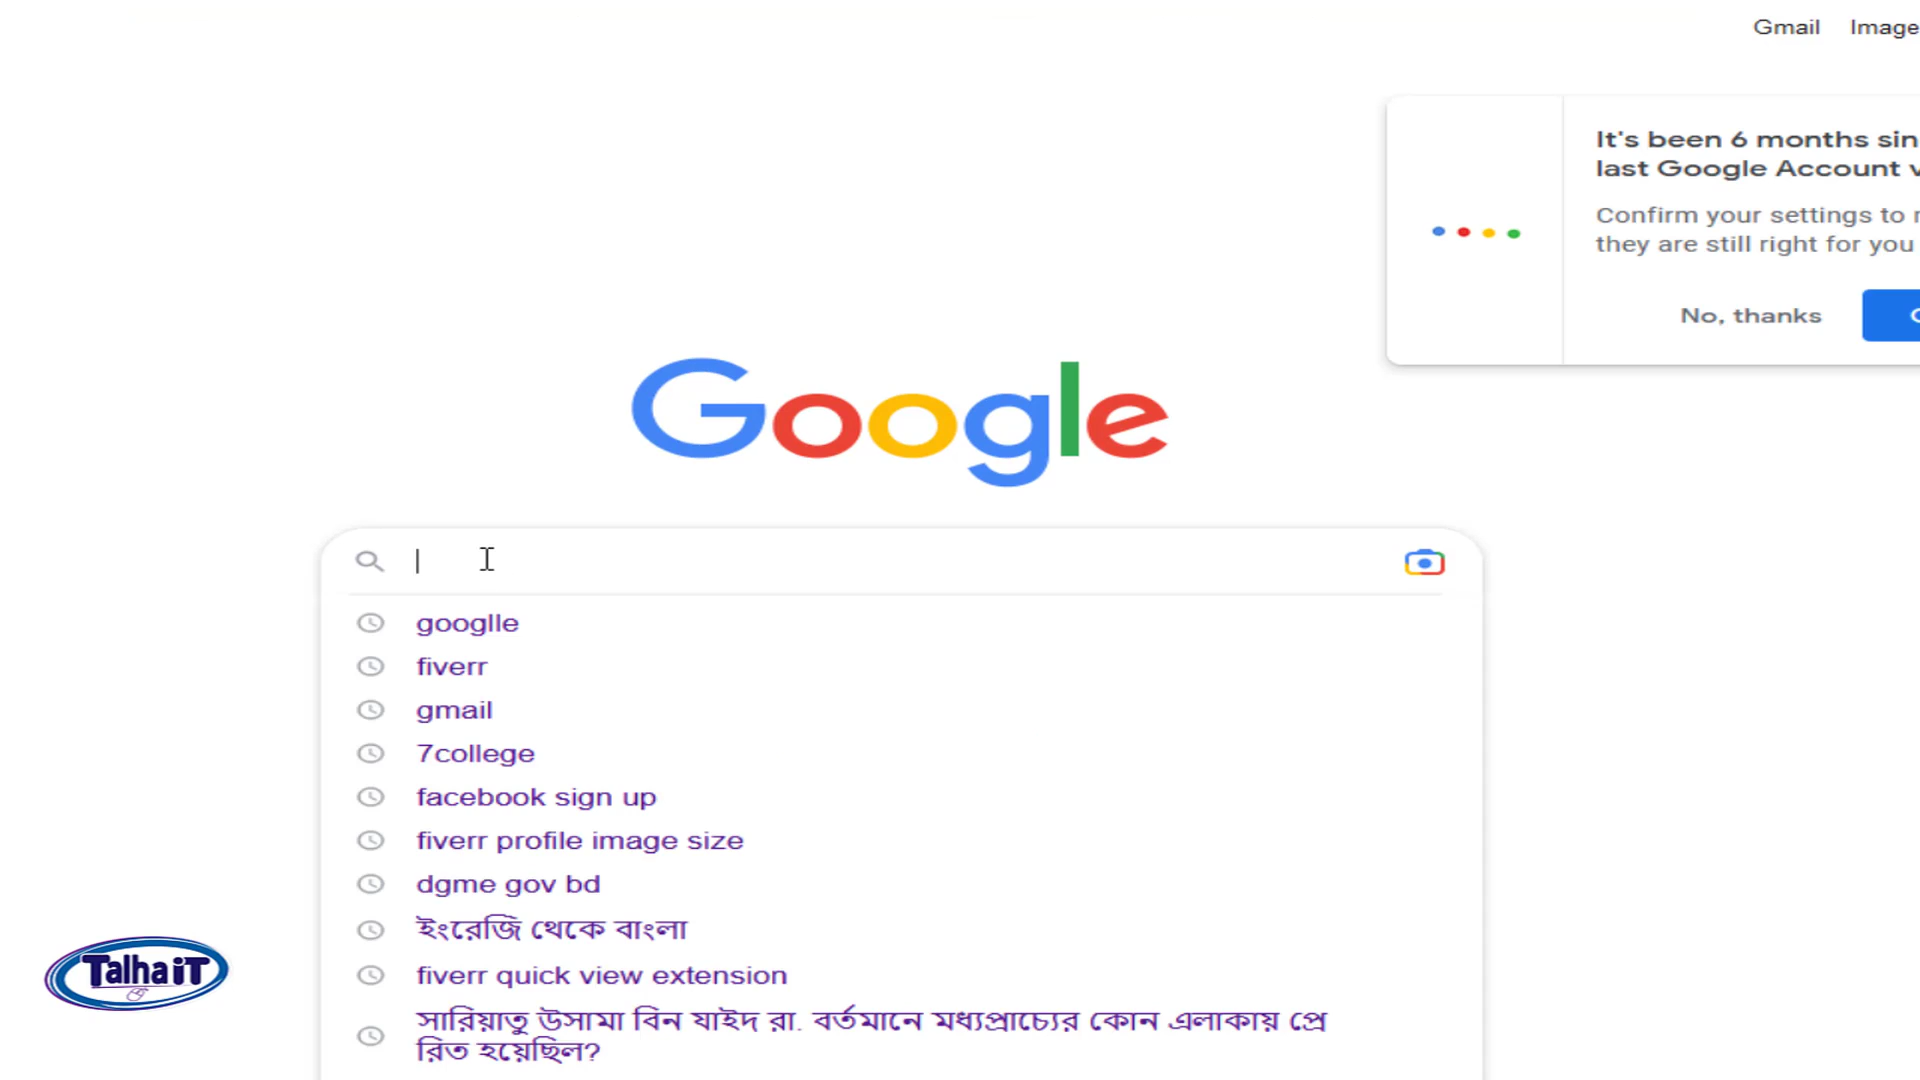 Gmail Image
It's been 6 months sin
last Google Account v
Confirm your settings to r
they are still right for you
No, thanks
Google
googlle
fiverr
gmail
7college
facebook sign up
fiverr profile image size
dgme gov bd
ইংরেজি থেকে বাংলা
fiverr quick view extension
সারিয়াতু উসামা বিন যাইদ রা. বর্তমানে মধ্যপ্রাচ্যের কোন এলাকায় প্রে
রিত হয়েছিল?
Talha iT